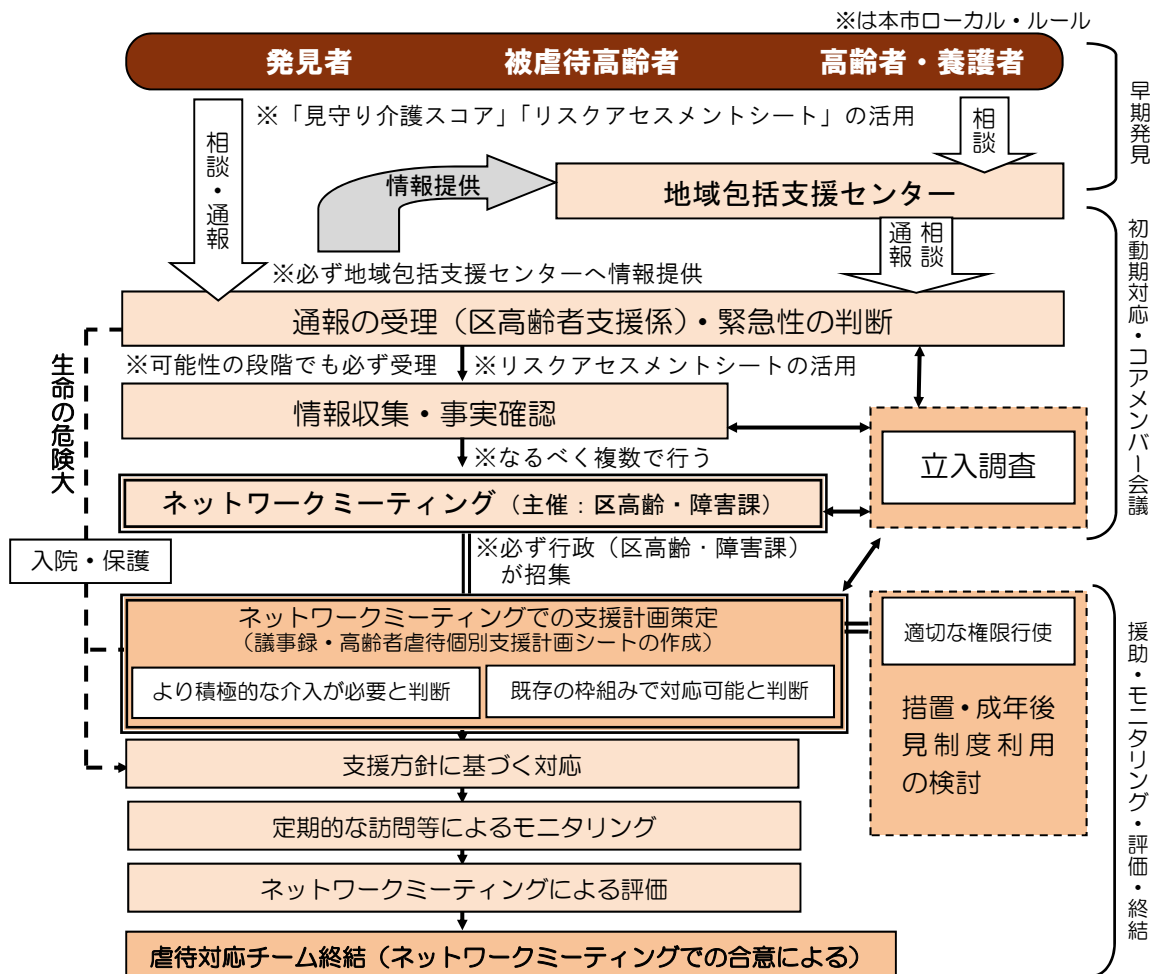 ※は本市ローカル・ルール
発見者 被虐待高齢者 高齢者・養護者
早期発見
※「見守り介護スコア」「リスクアセスメントシート」の活用
相談・通報
相談
情報提供
地域包括支援センター
相談
通報
※必ず地域包括支援センターへ情報提供
初動期対応・コアメンバー会議
通報の受理（区高齢者支援係）・緊急性の判断
生命の危険大
※可能性の段階でも必ず受理
※リスクアセスメントシートの活用
情報収集・事実確認
立入調査
※なるべく複数で行う
ネットワークミーティング（主催：区高齢・障害課）
※必ず行政（区高齢・障害課）
が招集
入院・保護
ネットワークミーティングでの支援計画策定
（議事録・高齢者虐待個別支援計画シートの作成）
より積極的な介入が必要と判断
既存の枠組みで対応可能と判断
適切な権限行使
措置・成年後
見制度利用
の検討
援助・モニタリング・評価・終結
支援方針に基づく対応
定期的な訪問等によるモニタリング
ネットワークミーティングによる評価
虐待対応チーム終結（ネットワークミーティングでの合意による）